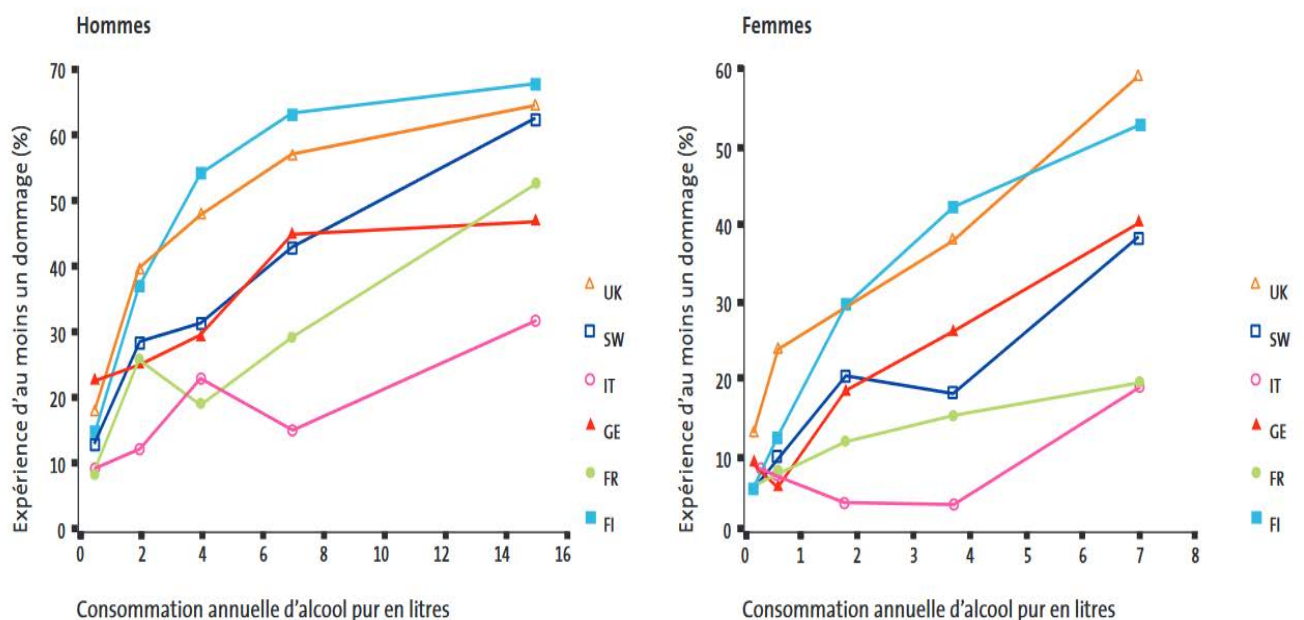 Hommes
Expérience d'au moins un dommage (%)
70
60
50
40
30
20
10
0
0 2 4 6 8 10 12 14 16
Consommation annuelle d'alcool pur en litres
UK
SW
IT
GE
FR
FI
Femmes
Expérience d'au moins un dommage (%)
60
50
40
30
20
10
0
0 1 2 3 4 5 6 7 8
Consommation annuelle d'alcool pur en litres
UK
SW
IT
GE
FR
FI